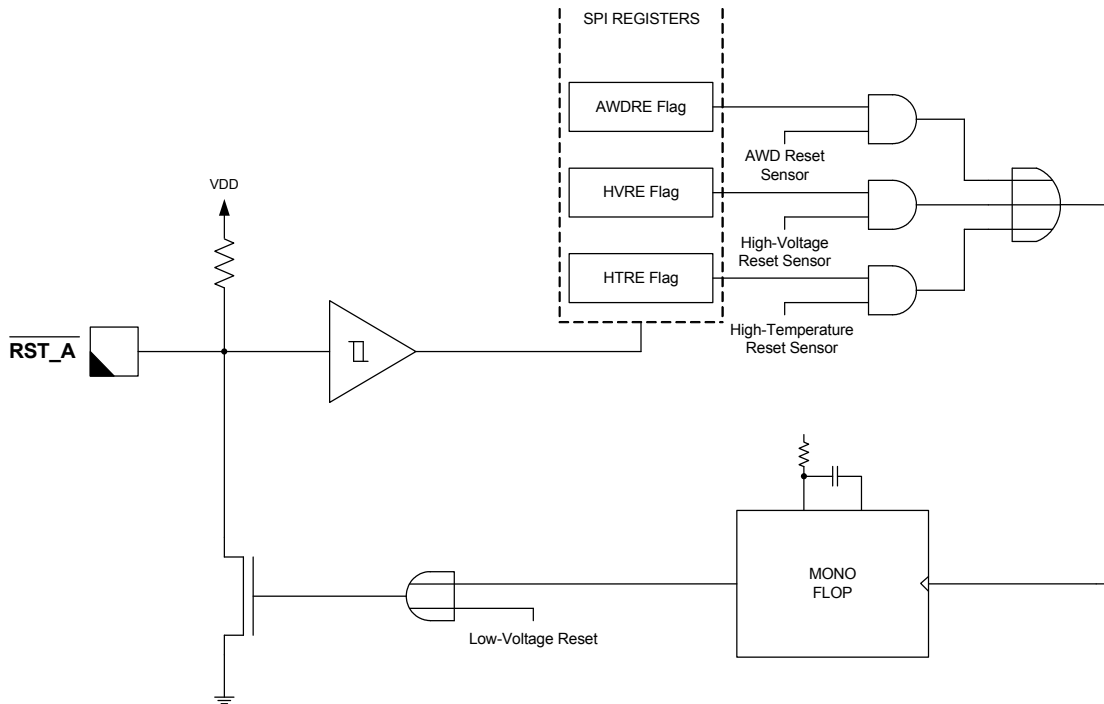 SPI REGISTERS
AWDRE Flag
AWD Reset
Sensor
VDD
HVRE Flag
High-Voltage
Reset Sensor
HTRE Flag
High-Temperature
Reset Sensor
RST_A
MONO
FLOP
Low-Voltage Reset